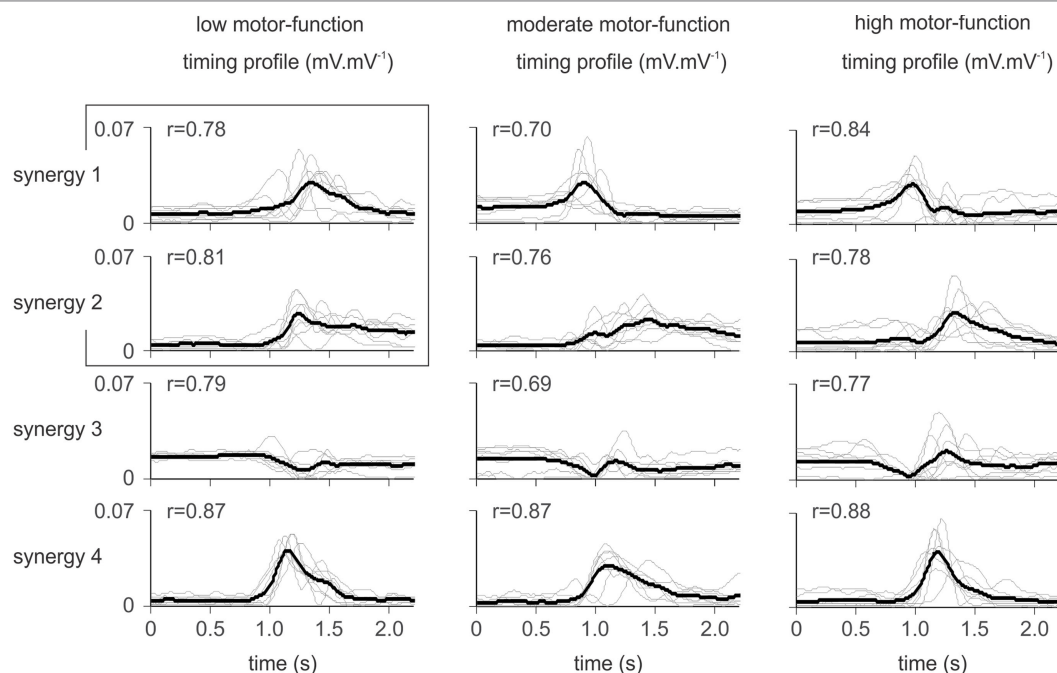 low motor-function moderate motor-function high motor-function
timing profile (mV.mV⁻¹) timing profile (mV.mV⁻¹) timing profile (mV.mV⁻¹)
0.07 r=0.78 r=0.70 r=0.84
synergy 1
0
0.07 r=0.81 r=0.76 r=0.78
synergy 2
0
0.07 r=0.79 r=0.69 r=0.77
synergy 3
0
0.07 r=0.87 r=0.87 r=0.88
synergy 4
0
0 0.5 1.0 1.5 2.0 0 0.5 1.0 1.5 2.0 0 0.5 1.0 1.5 2.0
time (s) time (s) time (s)